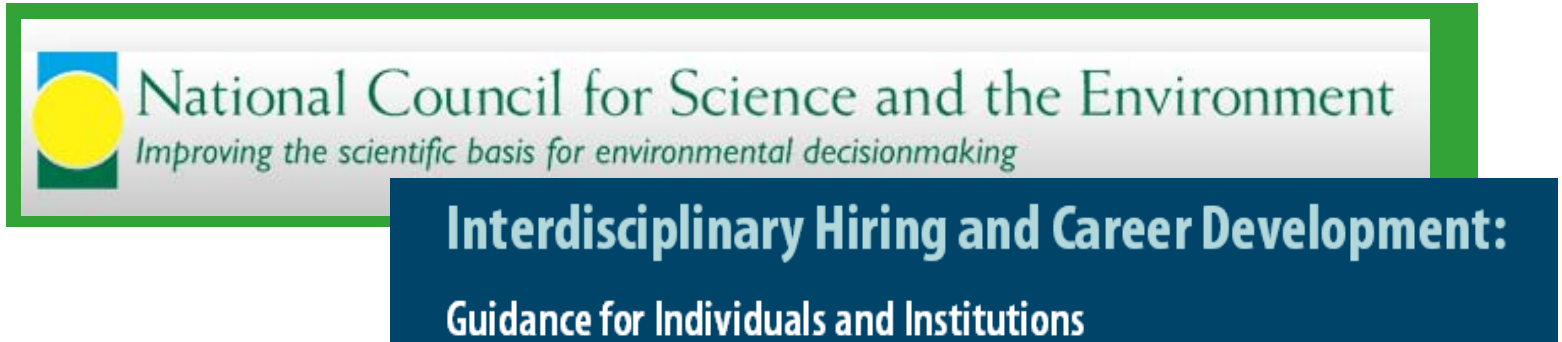 National Council for Science and the Environment
Improving the scientific basis for environmental decisionmaking
Interdisciplinary Hiring and Career Development:
Guidance for Individuals and Institutions